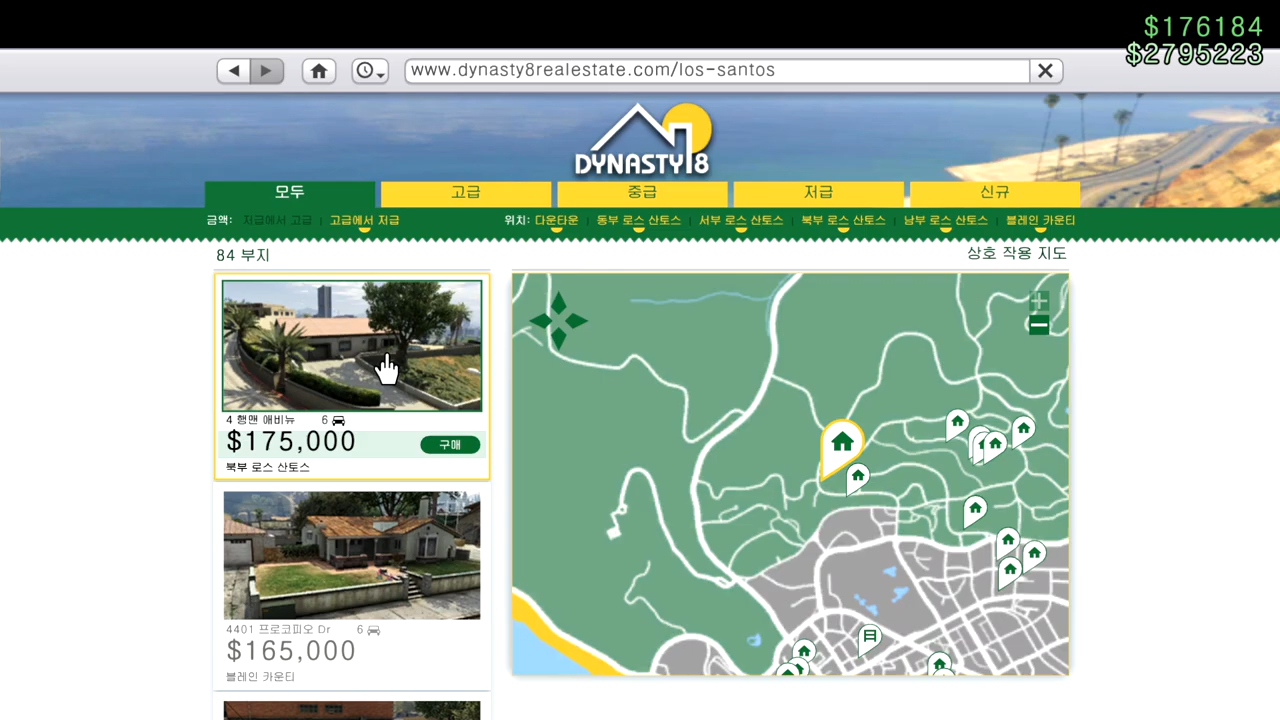 $176184
$2795223
www.dynasty8realestate.com/los-santos
DYNASTY 8
모두 고급 중급 저급 신규
금액: 저급에서 고급 | 고급에서 저급 위치: 다운타운 | 동부 로스 산토스 | 서부 로스 산토스 | 북부 로스 산토스 | 남부 로스 산토스 | 블레인 카운티
84 부지
상호 작용 지도
4 행맨 애비뉴 6
$175,000 구매
북부 로스 산토스
4401 프로코피오 Dr 6
$165,000
블레인 카운티